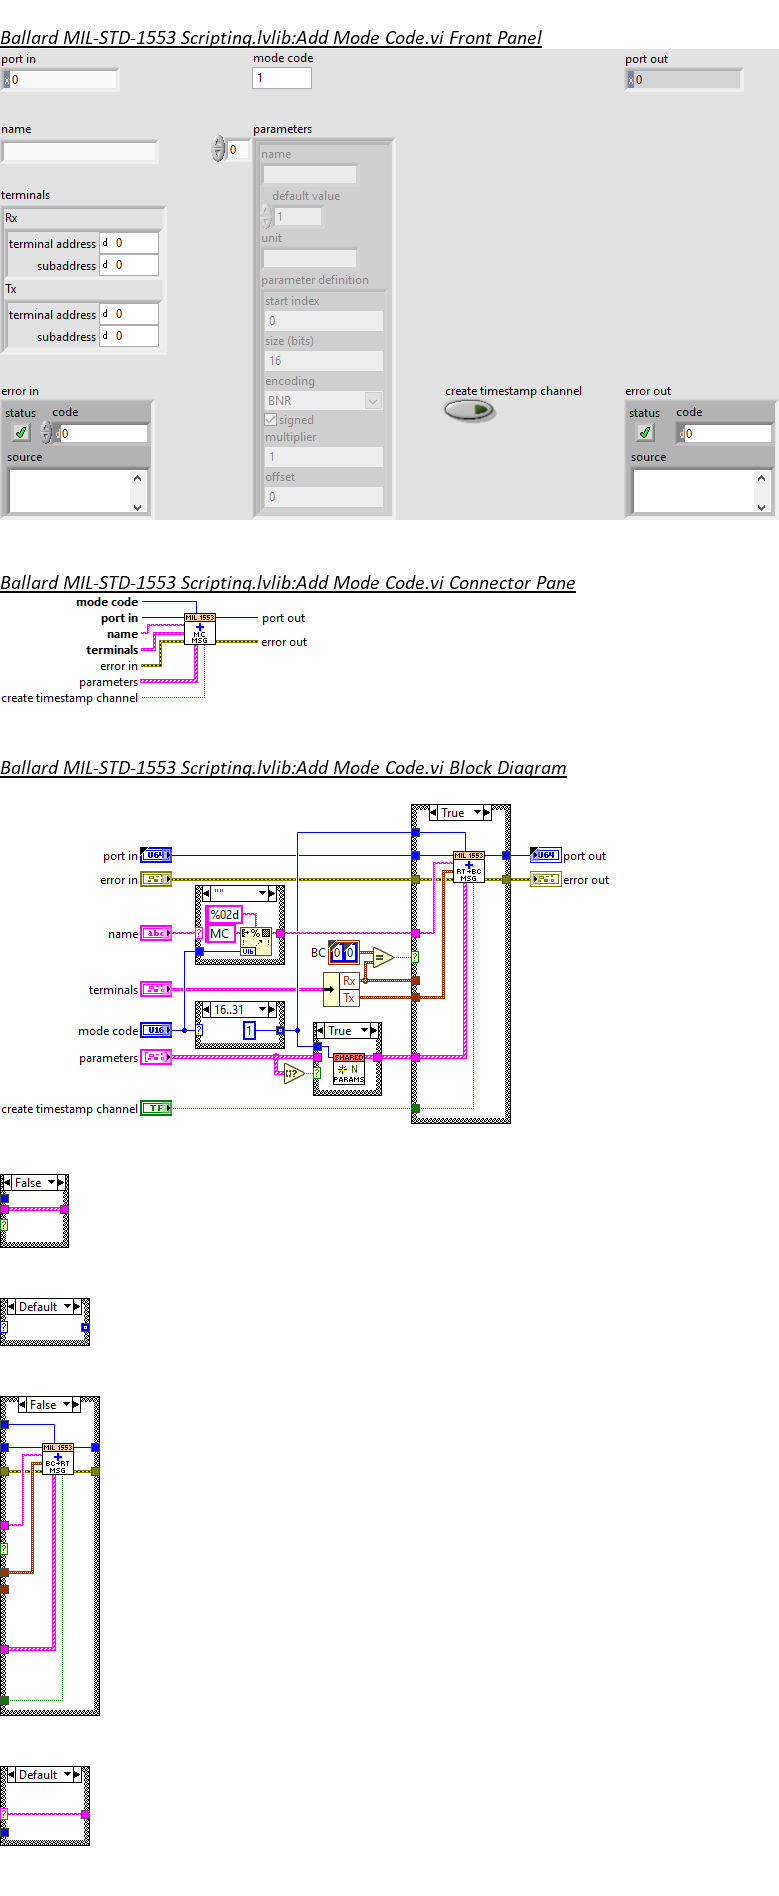 Ballard MIL-STD-1553 Scripting.lvlib:Add Mode Code.vi Front Panel
port in
mode code
port out
x 0
1
x 0
name
0
parameters
name
default value
1
unit
parameter definition
start index
0
size (bits)
16
encoding
BNR
signed
multiplier
1
offset
0
terminals
Rx
terminal address d 0
subaddress d 0
Tx
terminal address d 0
subaddress d 0
error in
status code
d 0
source
create timestamp channel
error out
status code
d 0
source
Ballard MIL-STD-1553 Scripting.lvlib:Add Mode Code.vi Connector Pane
mode code
port in
name
terminals
error in
parameters
create timestamp channel
MIL 1553
MC
MSG
port out
error out
Ballard MIL-STD-1553 Scripting.lvlib:Add Mode Code.vi Block Diagram
True
port in U64
MIL 1553
RT→BC
MSG
U64 port out
error in
error out
""
%02d
name abc
MC
U16
BC 0 0
=
terminals
Rx
Tx
mode code U16
16..31
1
True
parameters
SHARED
N
PARAMS
[]?
create timestamp channel TF
False
Default
False
MIL 1553
BC→RT
MSG
Default